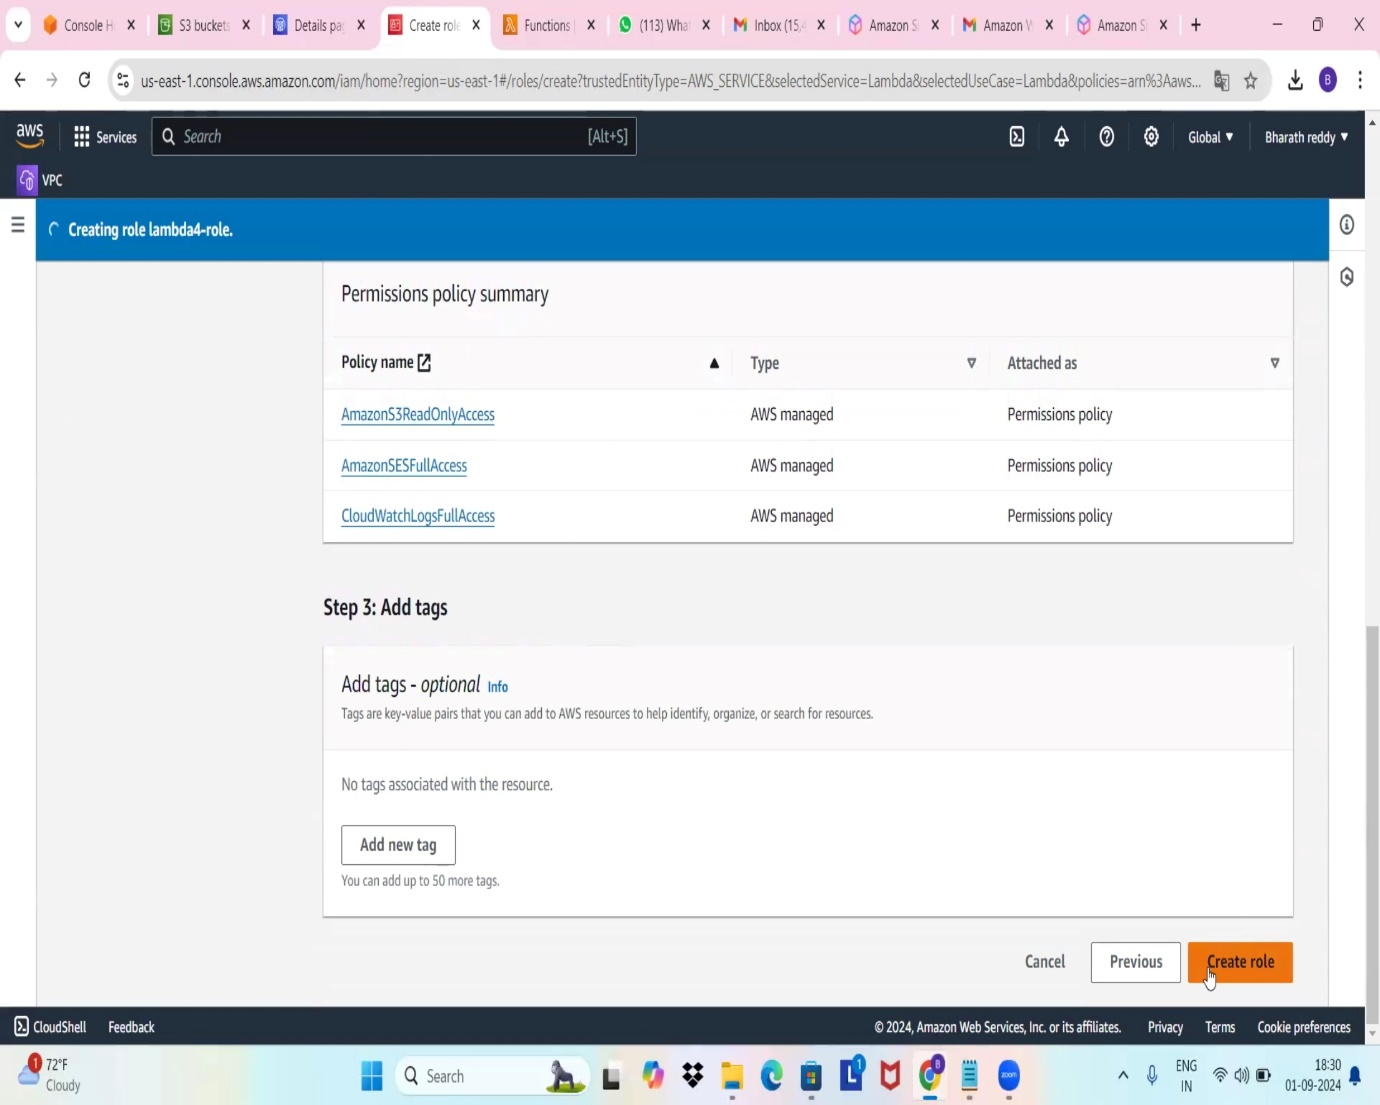 Console H
S3 buckets
Details pa
Create role
Functions
(113) Wha
Inbox (15,
Amazon S
Amazon W
Amazon S
us-east-1.console.aws.amazon.com/iam/home?region=us-east-1#/roles/create?trustedEntityType=AWS_SERVICE&selectedService=Lambda&selectedUseCase=Lambda&policies=arn%3Aaws...
B
aws
Services
Search
[Alt+S]
Global
Bharath reddy
VPC
Creating role lambda4-role.
Permissions policy summary
Policy name
Type
Attached as
AmazonS3ReadOnlyAccess
AWS managed
Permissions policy
AmazonSESFullAccess
AWS managed
Permissions policy
CloudWatchLogsFullAccess
AWS managed
Permissions policy
Step 3: Add tags
Add tags - optional Info
Tags are key-value pairs that you can add to AWS resources to help identify, organize, or search for resources.
No tags associated with the resource.
Add new tag
You can add up to 50 more tags.
Cancel
Previous
Create role
CloudShell
Feedback
© 2024, Amazon Web Services, Inc. or its affiliates.
Privacy
Terms
Cookie preferences
1
72°F
Cloudy
Search
L
1
B
zoom
ENG
IN
18:30
01-09-2024